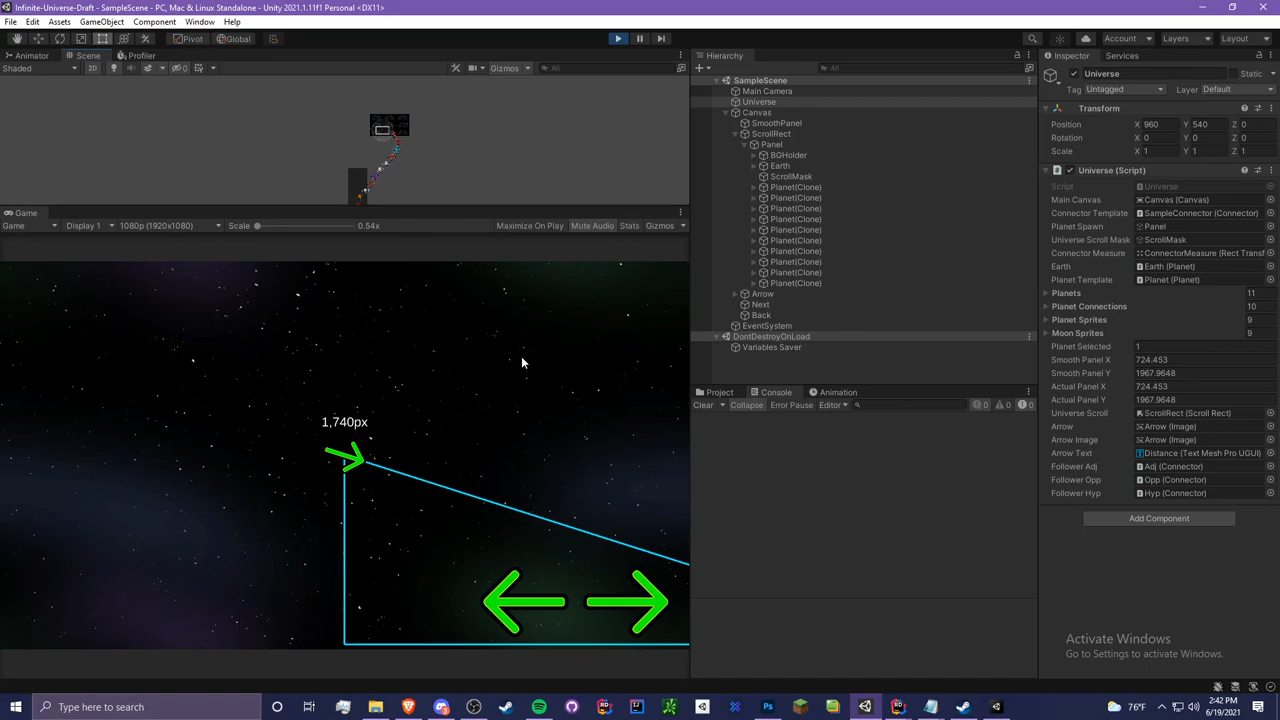 Infinite-Universe-Draft - SampleScene - PC, Mac & Linux Standalone - Unity 2021.1.11f1 Personal <DX11>
File Edit Assets GameObject Component Window Help
Pivot Global Account Layers Layout
Animator Scene Profiler
Shaded 2D 0 Gizmos All
Game
Game Display 1 1080p (1920x1080) Scale 0.54x Maximize On Play Mute Audio Stats Gizmos
1,740px
Hierarchy
All
SampleScene
Main Camera
Universe
Canvas
SmoothPanel
ScrollRect
Panel
BGHolder
Earth
ScrollMask
Planet(Clone)
Planet(Clone)
Planet(Clone)
Planet(Clone)
Planet(Clone)
Planet(Clone)
Planet(Clone)
Planet(Clone)
Planet(Clone)
Planet(Clone)
Arrow
Next
Back
EventSystem
DontDestroyOnLoad
Variables Saver
Project Console Animation
Clear Collapse Error Pause Editor 0 0 0
Inspector Services
Universe Static
Tag Untagged Layer Default
Transform
Position X 960 Y 540 Z 0
Rotation X 0 Y 0 Z 0
Scale X 1 Y 1 Z 1
Universe (Script)
Script Universe
Main Canvas Canvas (Canvas)
Connector Template SampleConnector (Connector)
Planet Spawn Panel
Universe Scroll Mask ScrollMask
Connector Measure ConnectorMeasure (Rect Transf
Earth Earth (Planet)
Planet Template Planet (Planet)
Planets 11
Planet Connections 10
Planet Sprites 9
Moon Sprites 9
Planet Selected 1
Smooth Panel X 724.453
Smooth Panel Y 1967.9648
Actual Panel X 724.453
Actual Panel Y 1967.9648
Universe Scroll ScrollRect (Scroll Rect)
Arrow Arrow (Image)
Arrow Image Arrow (Image)
Arrow Text Distance (Text Mesh Pro UGUI)
Follower Adj Adj (Connector)
Follower Opp Opp (Connector)
Follower Hyp Hyp (Connector)
Add Component
Activate Windows
Go to Settings to activate Windows.
Type here to search
76°F 2:42 PM
6/19/2021